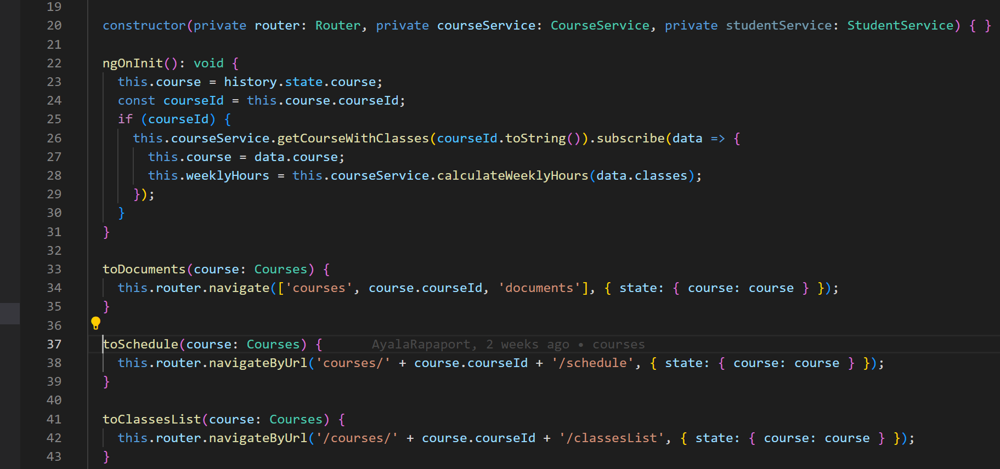 19
20 constructor(private router: Router, private courseService: CourseService, private studentService: StudentService) { }
21
22 ngOnInit(): void {
23 this.course = history.state.course;
24 const courseId = this.course.courseId;
25 if (courseId) {
26 this.courseService.getCourseWithClasses(courseId.toString()).subscribe(data => {
27 this.course = data.course;
28 this.weeklyHours = this.courseService.calculateWeeklyHours(data.classes);
29 });
30 }
31 }
32
33 toDocuments(course: Courses) {
34 this.router.navigate(['courses', course.courseId, 'documents'], { state: { course: course } });
35 }
36
37 toSchedule(course: Courses) { AyalaRapaport, 2 weeks ago • courses
38 this.router.navigateByUrl('courses/' + course.courseId + '/schedule', { state: { course: course } });
39 }
40
41 toClassesList(course: Courses) {
42 this.router.navigateByUrl('/courses/' + course.courseId + '/classesList', { state: { course: course } });
43 }